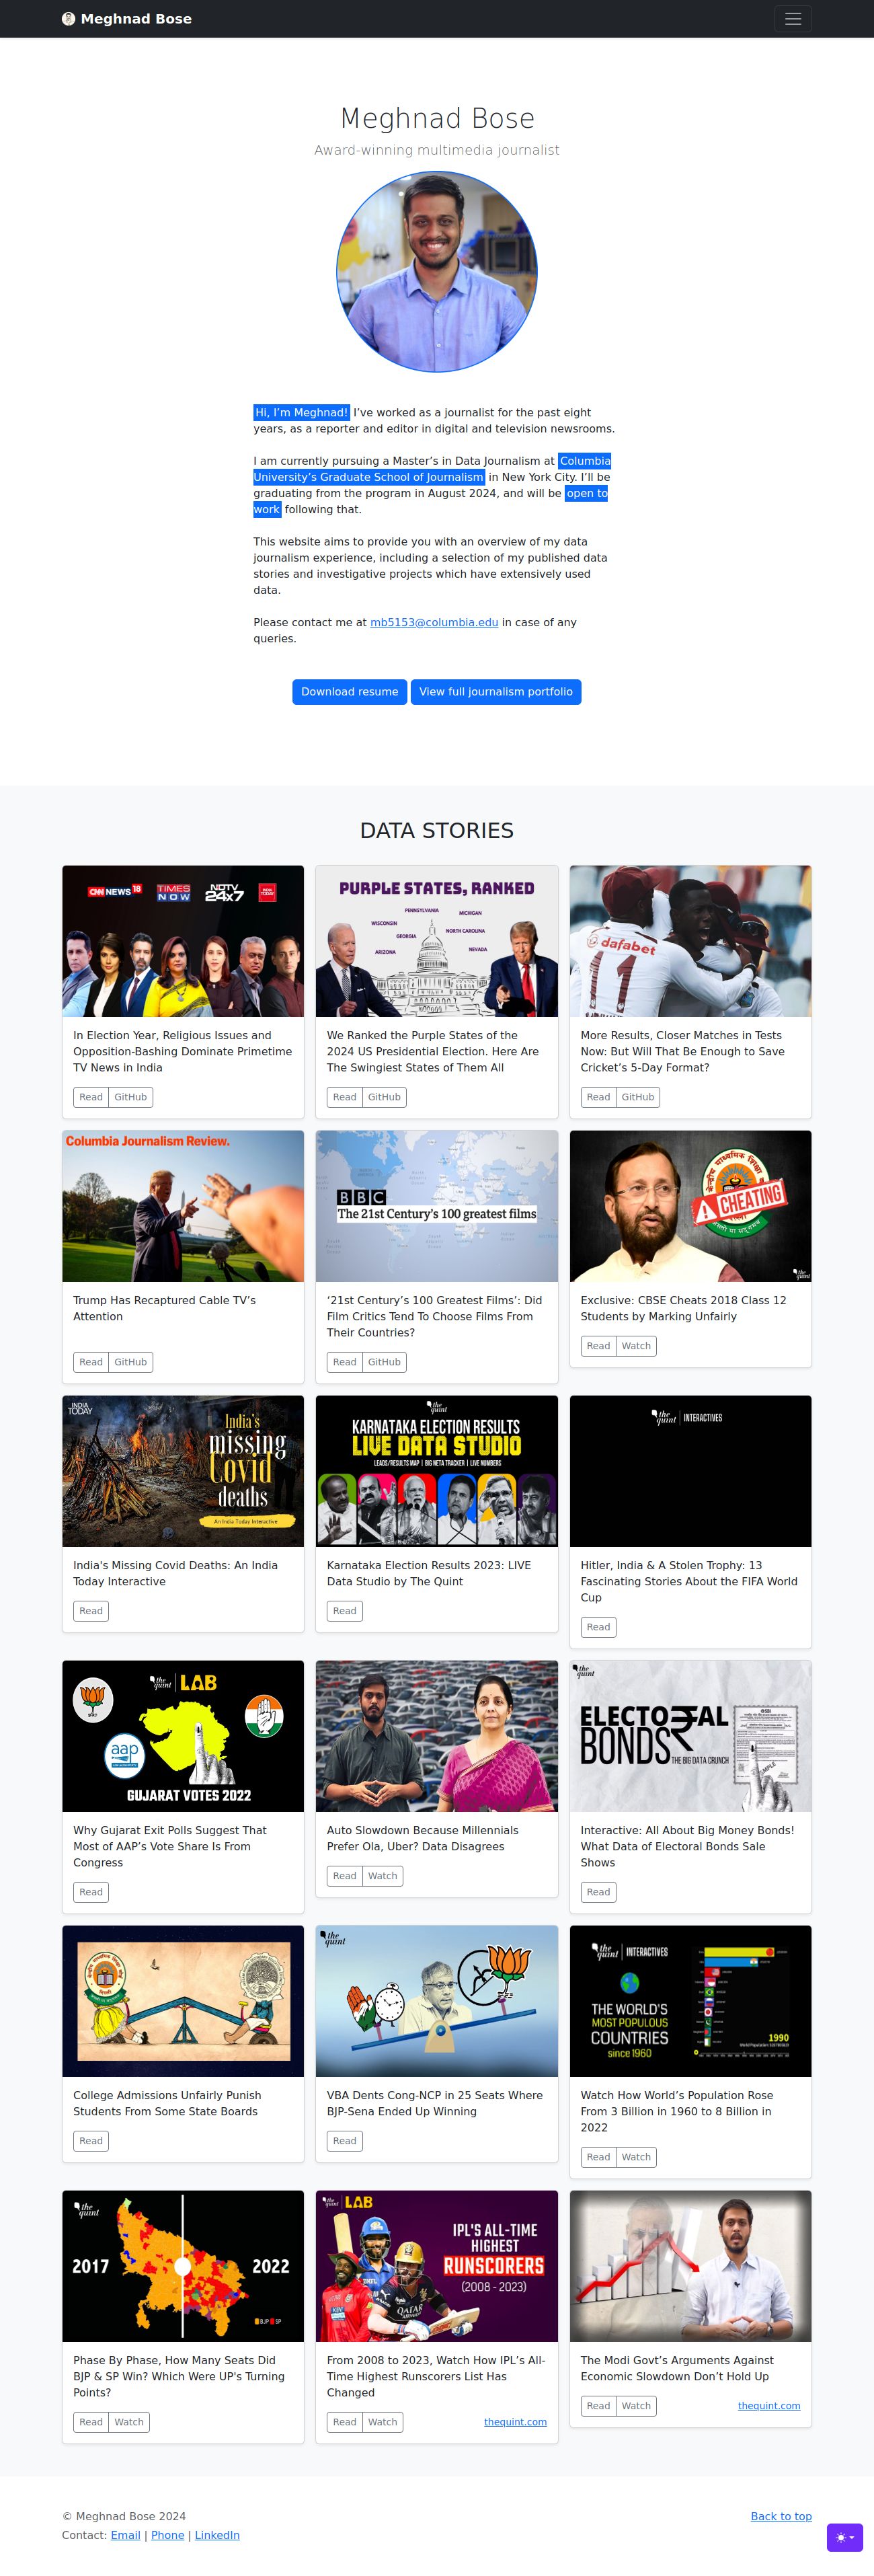 Meghnad Bose
Meghnad Bose
Award-winning multimedia journalist
Hi, I’m Meghnad! I’ve worked as a journalist for the past eight
years, as a reporter and editor in digital and television newsrooms.
I am currently pursuing a Master’s in Data Journalism at Columbia
University’s Graduate School of Journalism in New York City. I’ll be
graduating from the program in August 2024, and will be open to
work following that.
This website aims to provide you with an overview of my data
journalism experience, including a selection of my published data
stories and investigative projects which have extensively used
data.
Please contact me at mb5153@columbia.edu in case of any
queries.
Download resume View full journalism portfolio
DATA STORIES
CNN NEWS 18 TIMES NOW NDTV 24x7 INDIA TODAY
In Election Year, Religious Issues and
Opposition-Bashing Dominate Primetime
TV News in India
Read GitHub
PURPLE STATES, RANKED
PENNSYLVANIA
MICHIGAN
WISCONSIN
NORTH CAROLINA
GEORGIA
NEVADA
ARIZONA
We Ranked the Purple States of the
2024 US Presidential Election. Here Are
The Swingiest States of Them All
Read GitHub
dafabet
11
More Results, Closer Matches in Tests
Now: But Will That Be Enough to Save
Cricket’s 5-Day Format?
Read GitHub
Columbia Journalism Review.
Trump Has Recaptured Cable TV’s
Attention
Read GitHub
BBC
The 21st Century’s 100 greatest films
‘21st Century’s 100 Greatest Films’: Did
Film Critics Tend To Choose Films From
Their Countries?
Read GitHub
CHEATING
the quint
Exclusive: CBSE Cheats 2018 Class 12
Students by Marking Unfairly
Read Watch
INDIA TODAY
India’s
missing
Covid
deaths
An India Today Interactive
India's Missing Covid Deaths: An India
Today Interactive
Read
the quint
KARNATAKA ELECTION RESULTS
LIVE DATA STUDIO
LEADS/RESULTS MAP | BIG NETA TRACKER | LIVE NUMBERS
Karnataka Election Results 2023: LIVE
Data Studio by The Quint
Read
the quint | INTERACTIVES
Hitler, India & A Stolen Trophy: 13
Fascinating Stories About the FIFA World
Cup
Read
the quint | LAB
aap
GUJARAT VOTES 2022
Why Gujarat Exit Polls Suggest That
Most of AAP’s Vote Share Is From
Congress
Read
Auto Slowdown Because Millennials
Prefer Ola, Uber? Data Disagrees
Read Watch
the quint
ELECTO₹AL
BONDS THE BIG DATA CRUNCH
Interactive: All About Big Money Bonds!
What Data of Electoral Bonds Sale
Shows
Read
College Admissions Unfairly Punish
Students From Some State Boards
Read
the quint
VBA Dents Cong-NCP in 25 Seats Where
BJP-Sena Ended Up Winning
Read
the quint | INTERACTIVES
THE WORLD'S
MOST POPULOUS
COUNTRIES
since 1960
1990
Watch How World’s Population Rose
From 3 Billion in 1960 to 8 Billion in
2022
Read Watch
the quint
2017 2022
BJP SP
Phase By Phase, How Many Seats Did
BJP & SP Win? Which Were UP's Turning
Points?
Read Watch
the quint | LAB
IPL'S ALL-TIME
HIGHEST
RUNSCORERS
(2008 - 2023)
QATAR
From 2008 to 2023, Watch How IPL’s All-
Time Highest Runscorers List Has
Changed
Read Watch thequint.com
The Modi Govt’s Arguments Against
Economic Slowdown Don’t Hold Up
Read Watch thequint.com
© Meghnad Bose 2024
Back to top
Contact: Email | Phone | LinkedIn